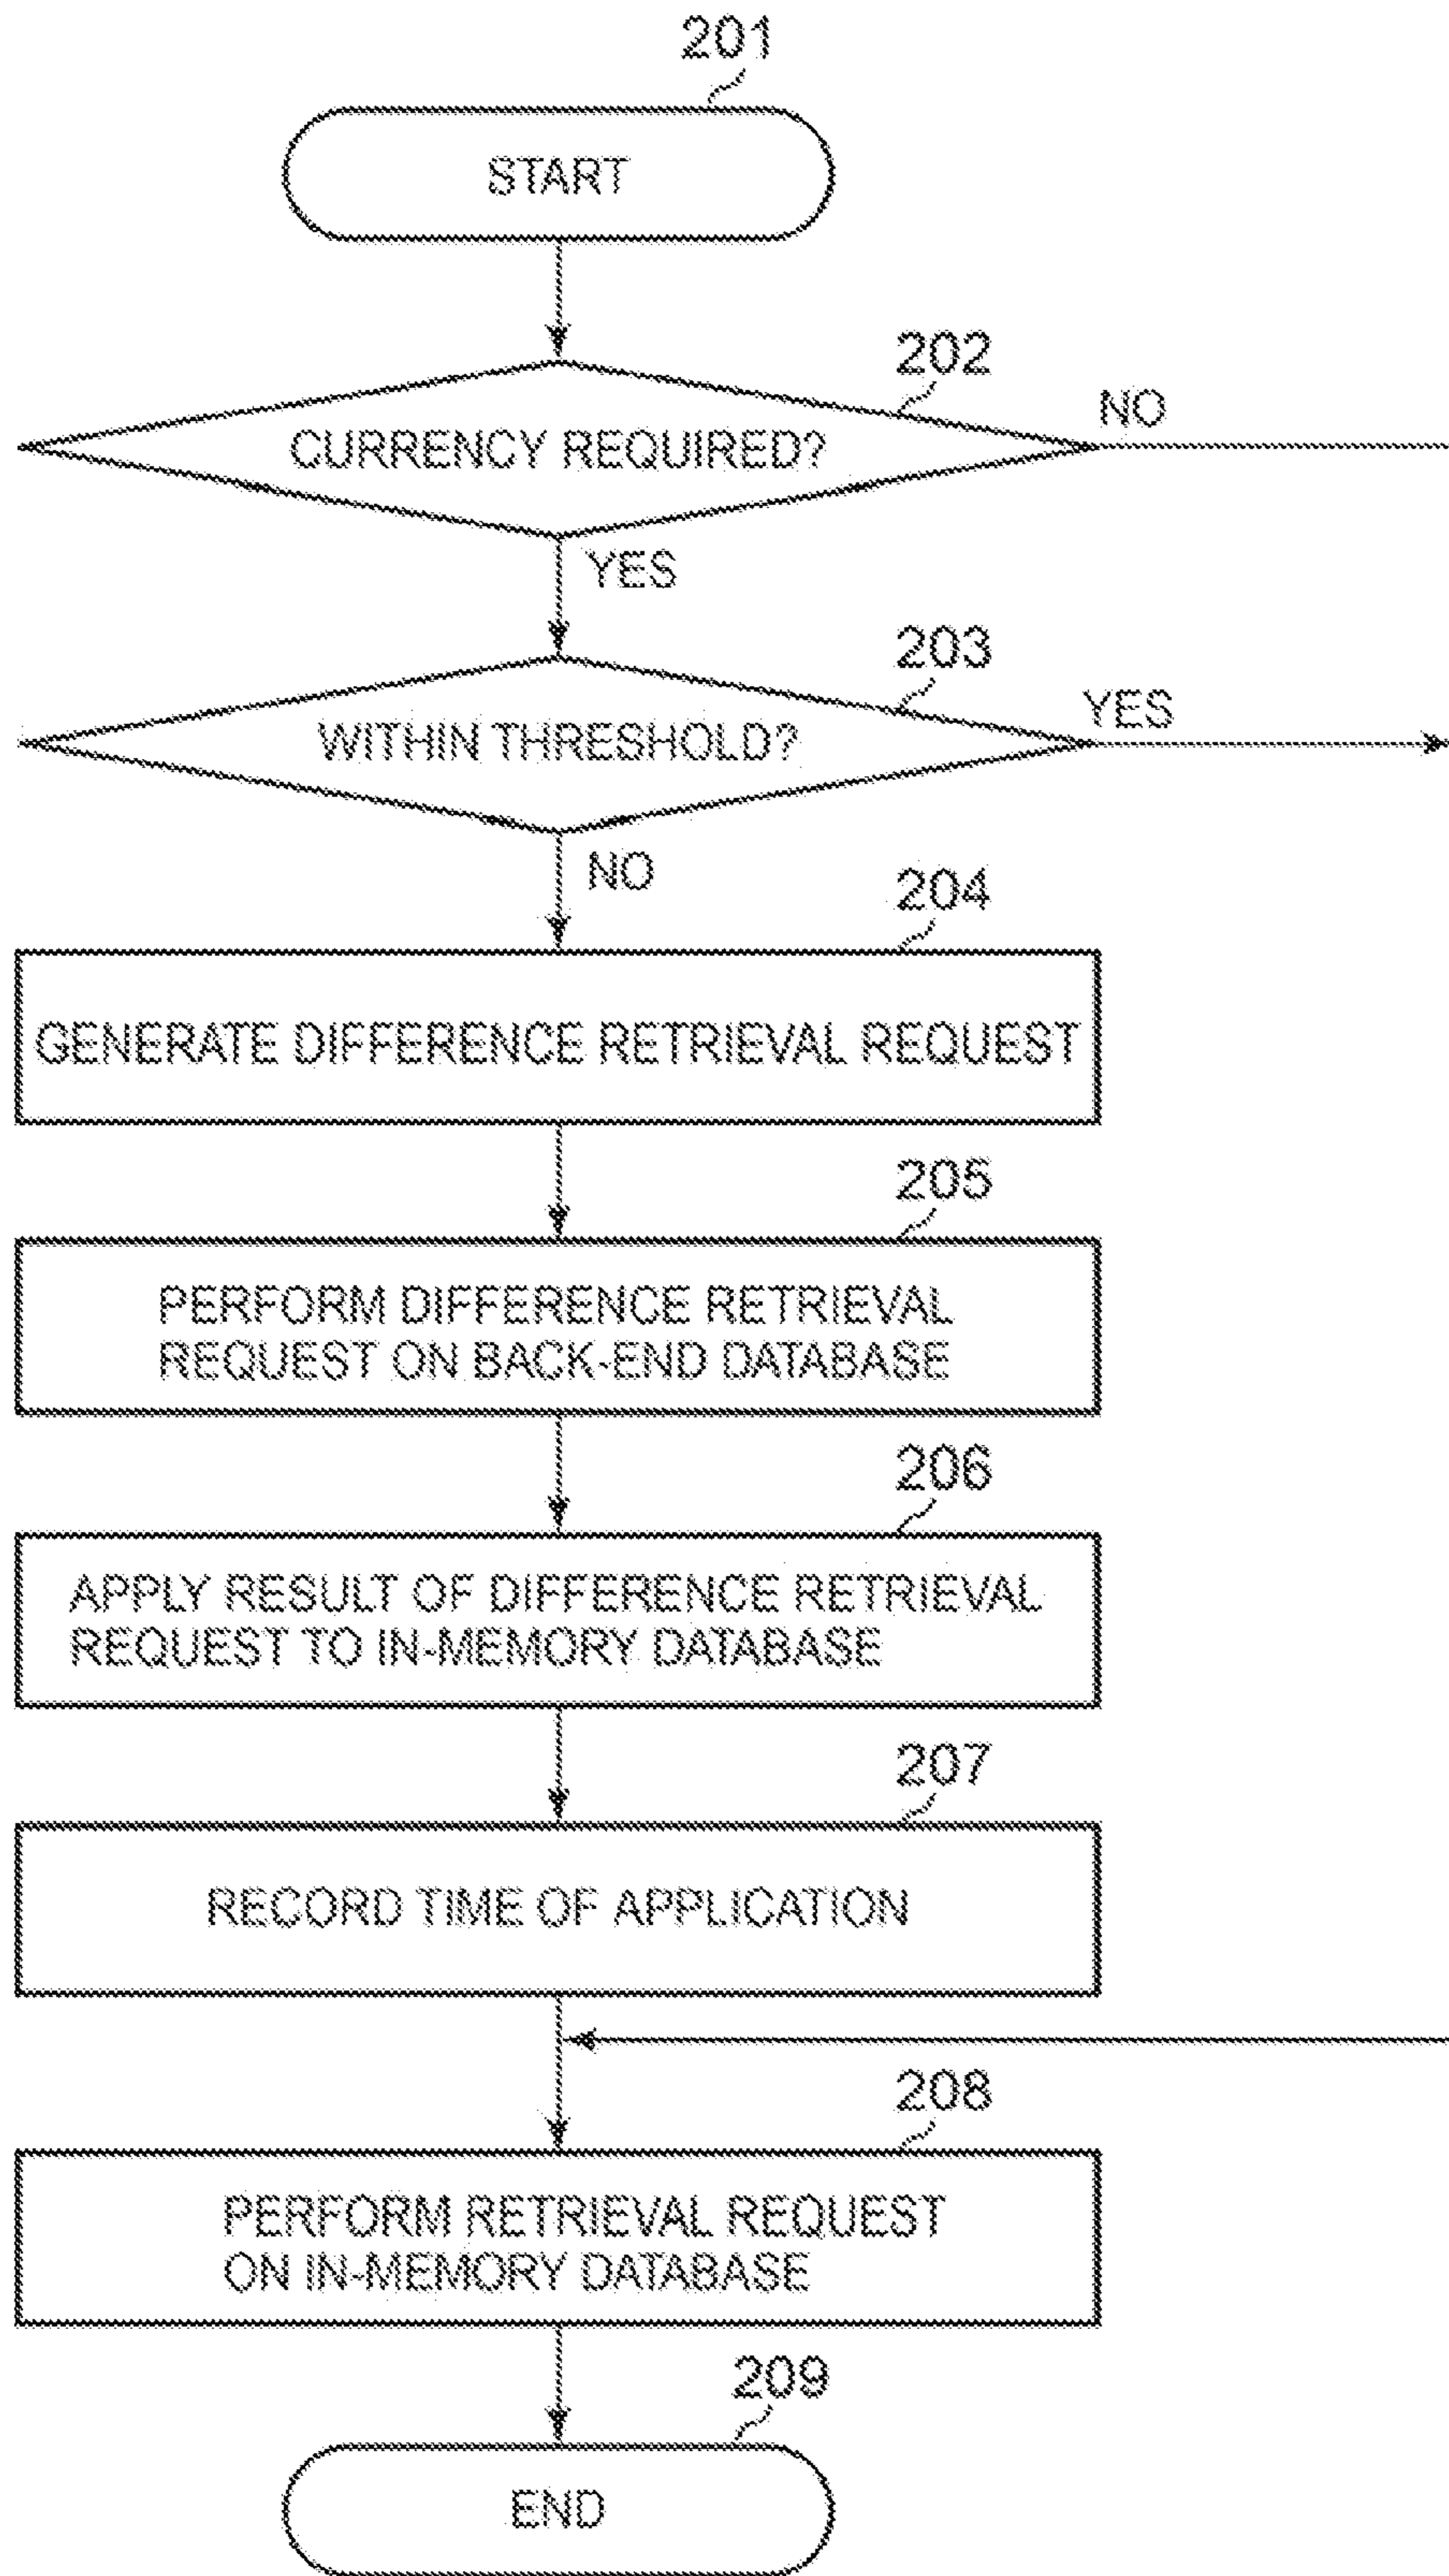 201
START
202
NO
CURRENCY REQUIRED?
YES
203
YES
WITHIN THRESHOLD?
NO
204
GENERATE DIFFERENCE RETRIEVAL REQUEST
205
PERFORM DIFFERENCE RETRIEVAL
REQUEST ON BACK-END DATABASE
206
APPLY RESULT OF DIFFERENCE RETRIEVAL
REQUEST TO IN-MEMORY DATABASE
207
RECORD TIME OF APPLICATION
208
PERFORM RETRIEVAL REQUEST
ON IN-MEMORY DATABASE
209
END